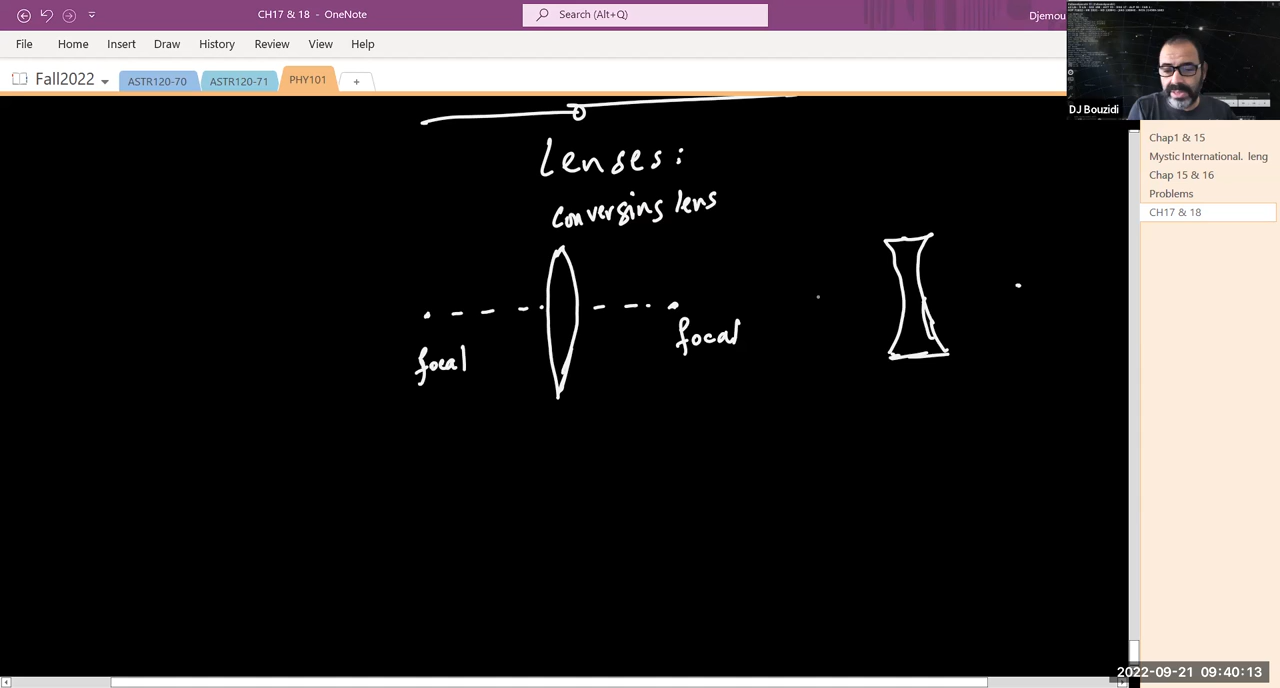 CH17 & 18 - OneNote
Search (Alt+Q)
Djemou
File Home Insert Draw History Review View Help
Fall2022 ASTR120-70 ASTR120-71 PHY101 +
DJ Bouzidi
Chap1 & 15
Mystic International. leng
Chap 15 & 16
Problems
CH17 & 18
Lenses:
converging lens
focal
focal
2022-09-21 09:40:13